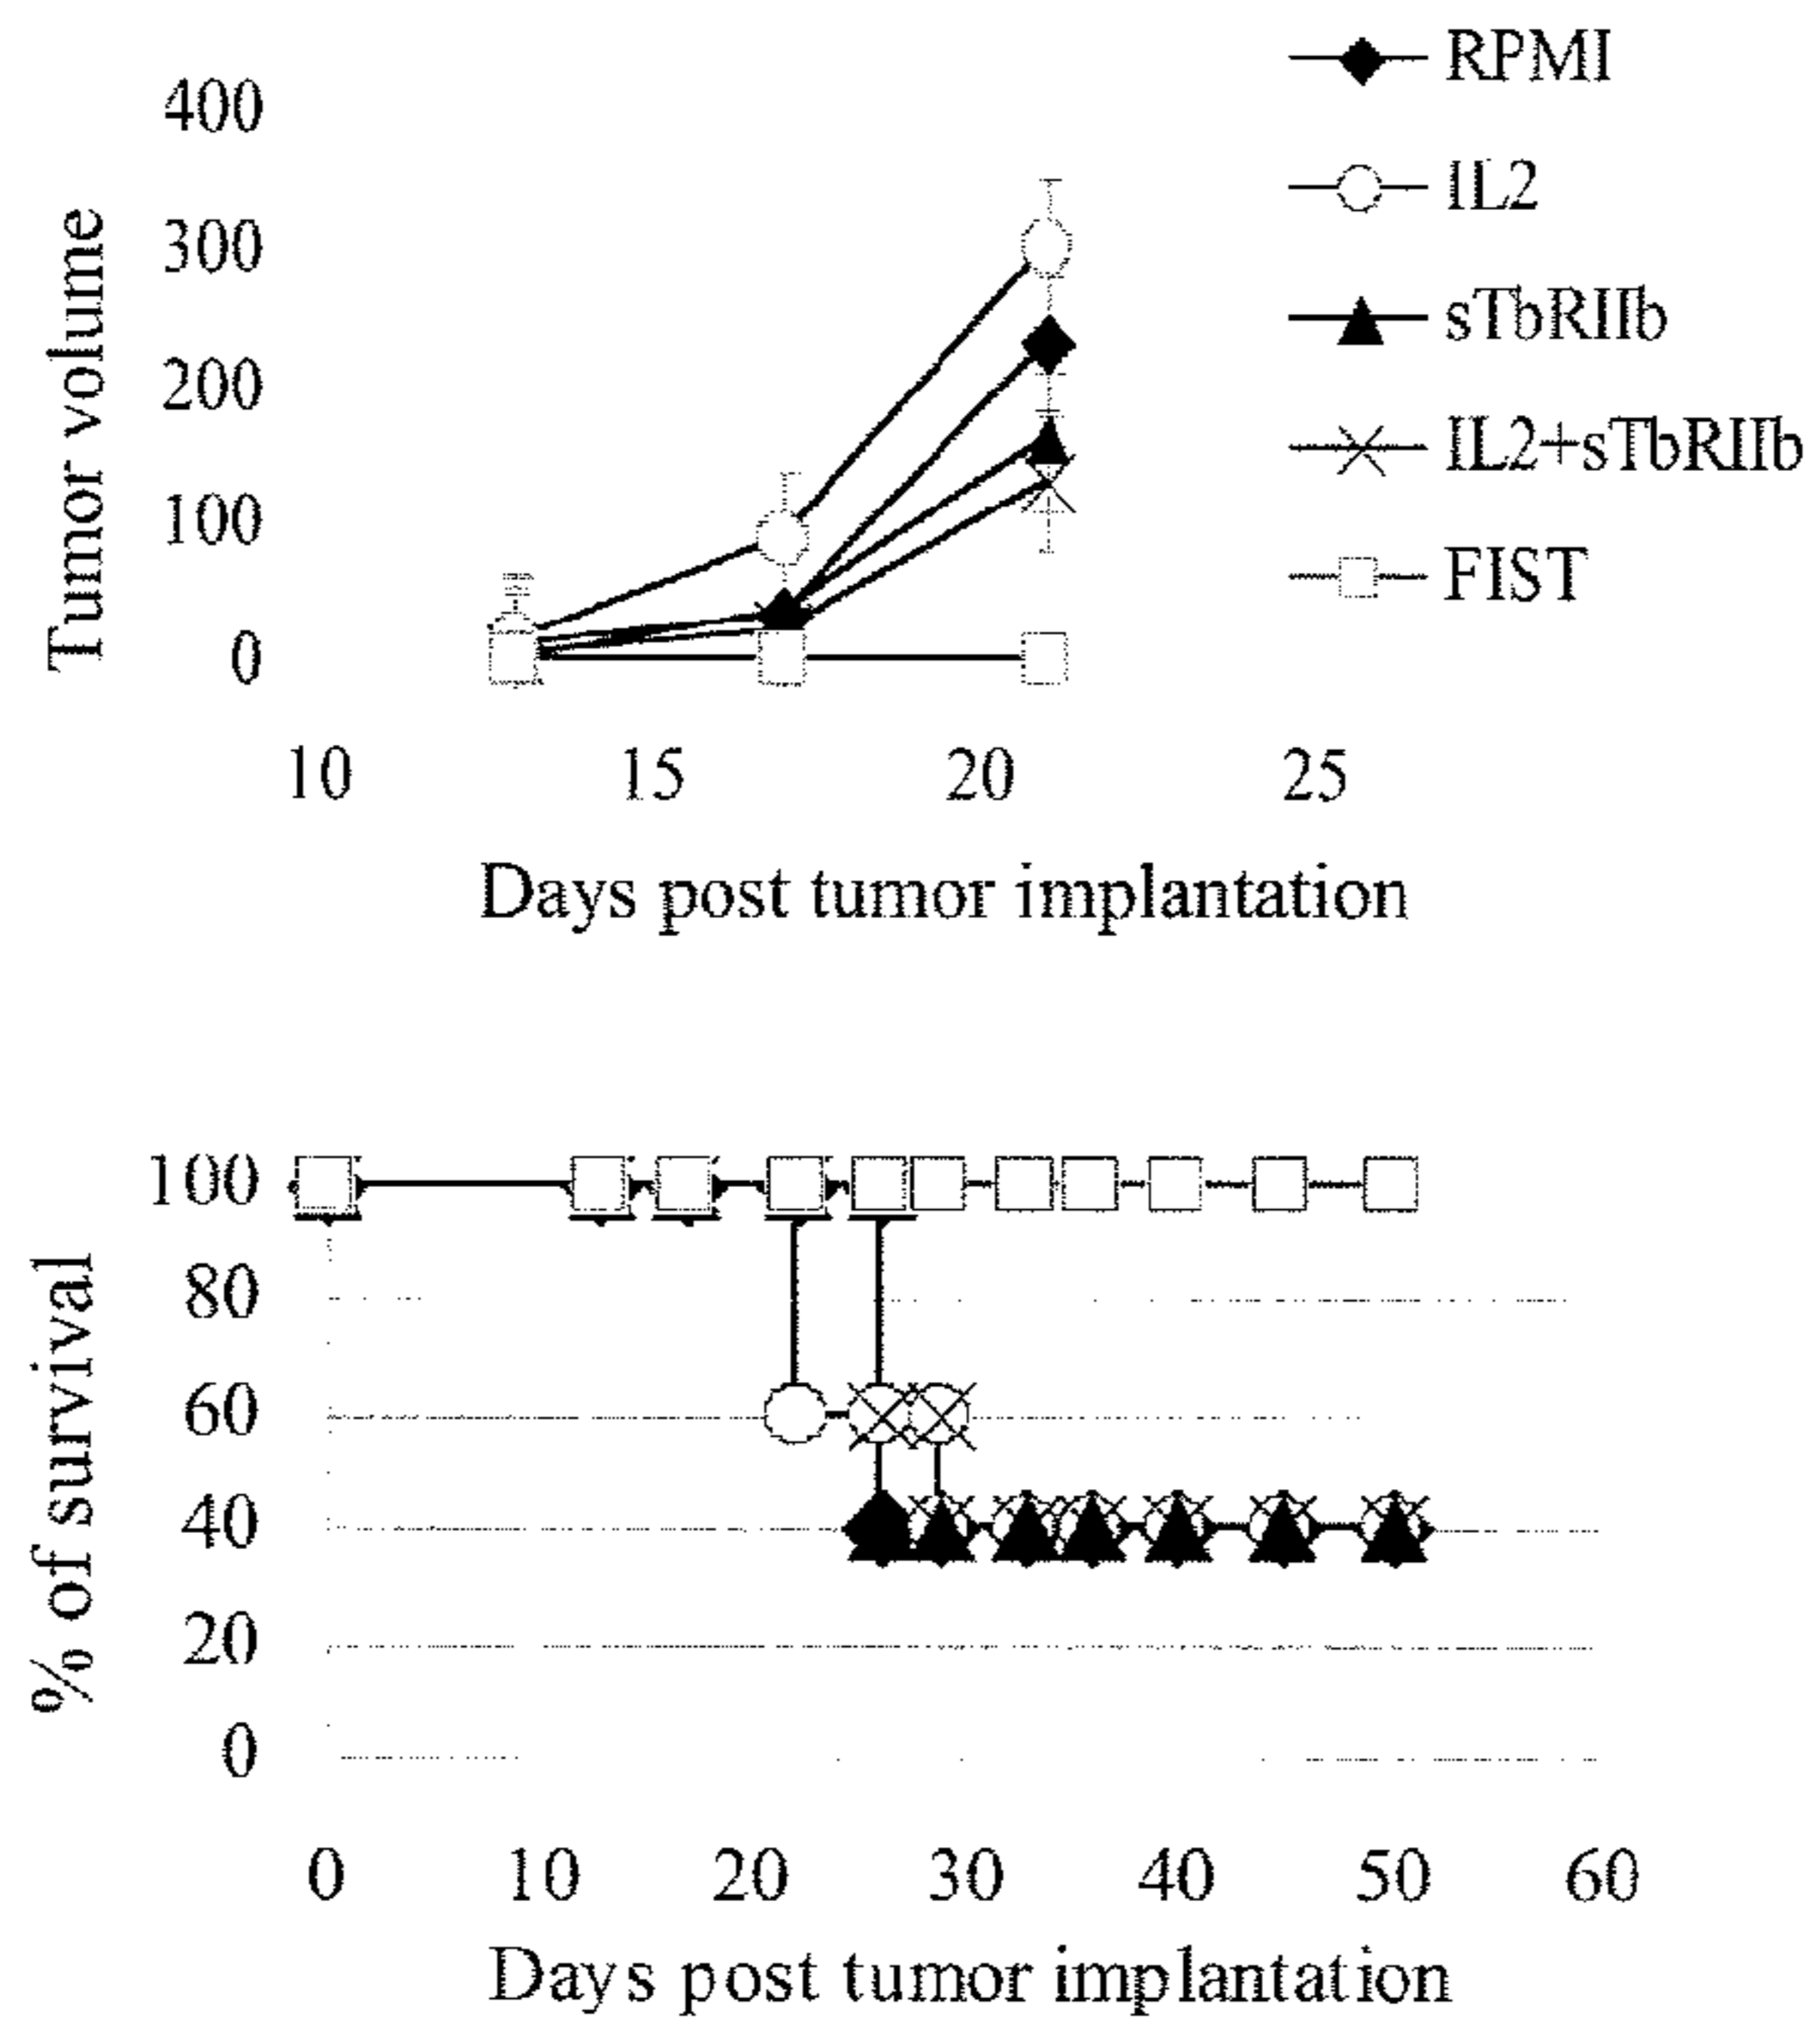 RPMI
IL2
sTbRIIb
IL2+sTbRIIb
FIST
Tumor volume
400
300
200
100
0
10 15 20 25
Days post tumor implantation
% of survival
100
80
60
40
20
0
0 10 20 30 40 50 60
Days post tumor implantation